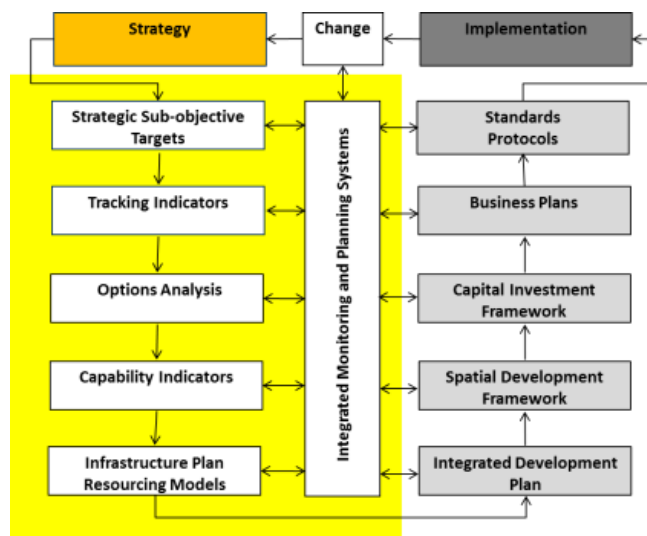 Strategy
Change
Implementation
Strategic Sub-objective
Targets
Tracking Indicators
Options Analysis
Capability Indicators
Infrastructure Plan
Resourcing Models
Integrated Monitoring and Planning Systems
Standards
Protocols
Business Plans
Capital Investment
Framework
Spatial Development
Framework
Integrated Development
Plan